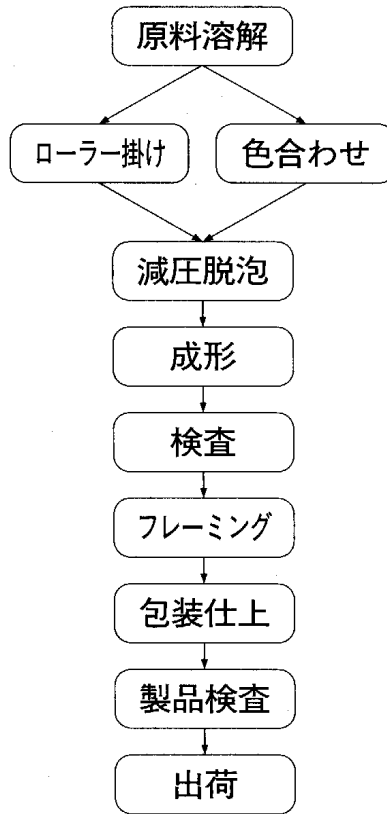 原料溶解
ローラー掛け
色合わせ
減圧脱泡
成形
検査
フレーミング
包装仕上
製品検査
出荷